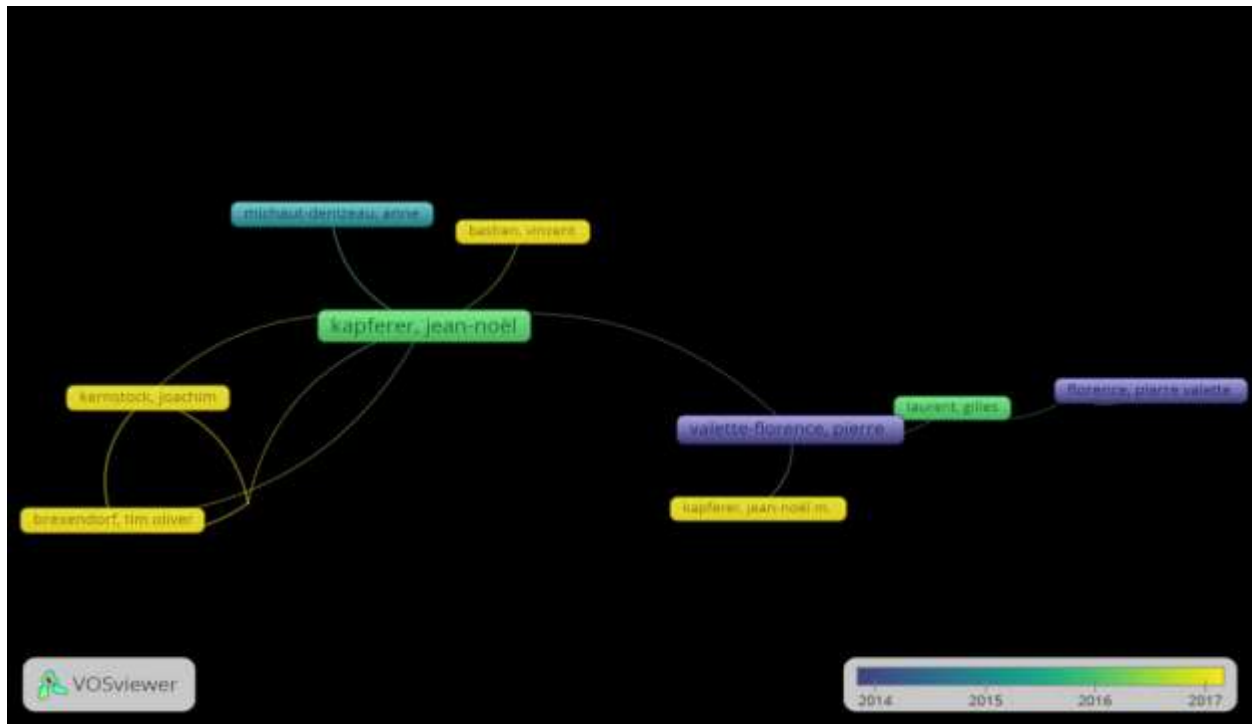 michaut-denizeau, anne
bastien, vincent
kapferer, jean-noël
kernstock, joachim
florence, pierre valette
laurent, gilles
valette-florence, pierre
kapferer, jean-noël m.
brexendorf, tim oliver
VOSviewer
2014 2015 2016 2017